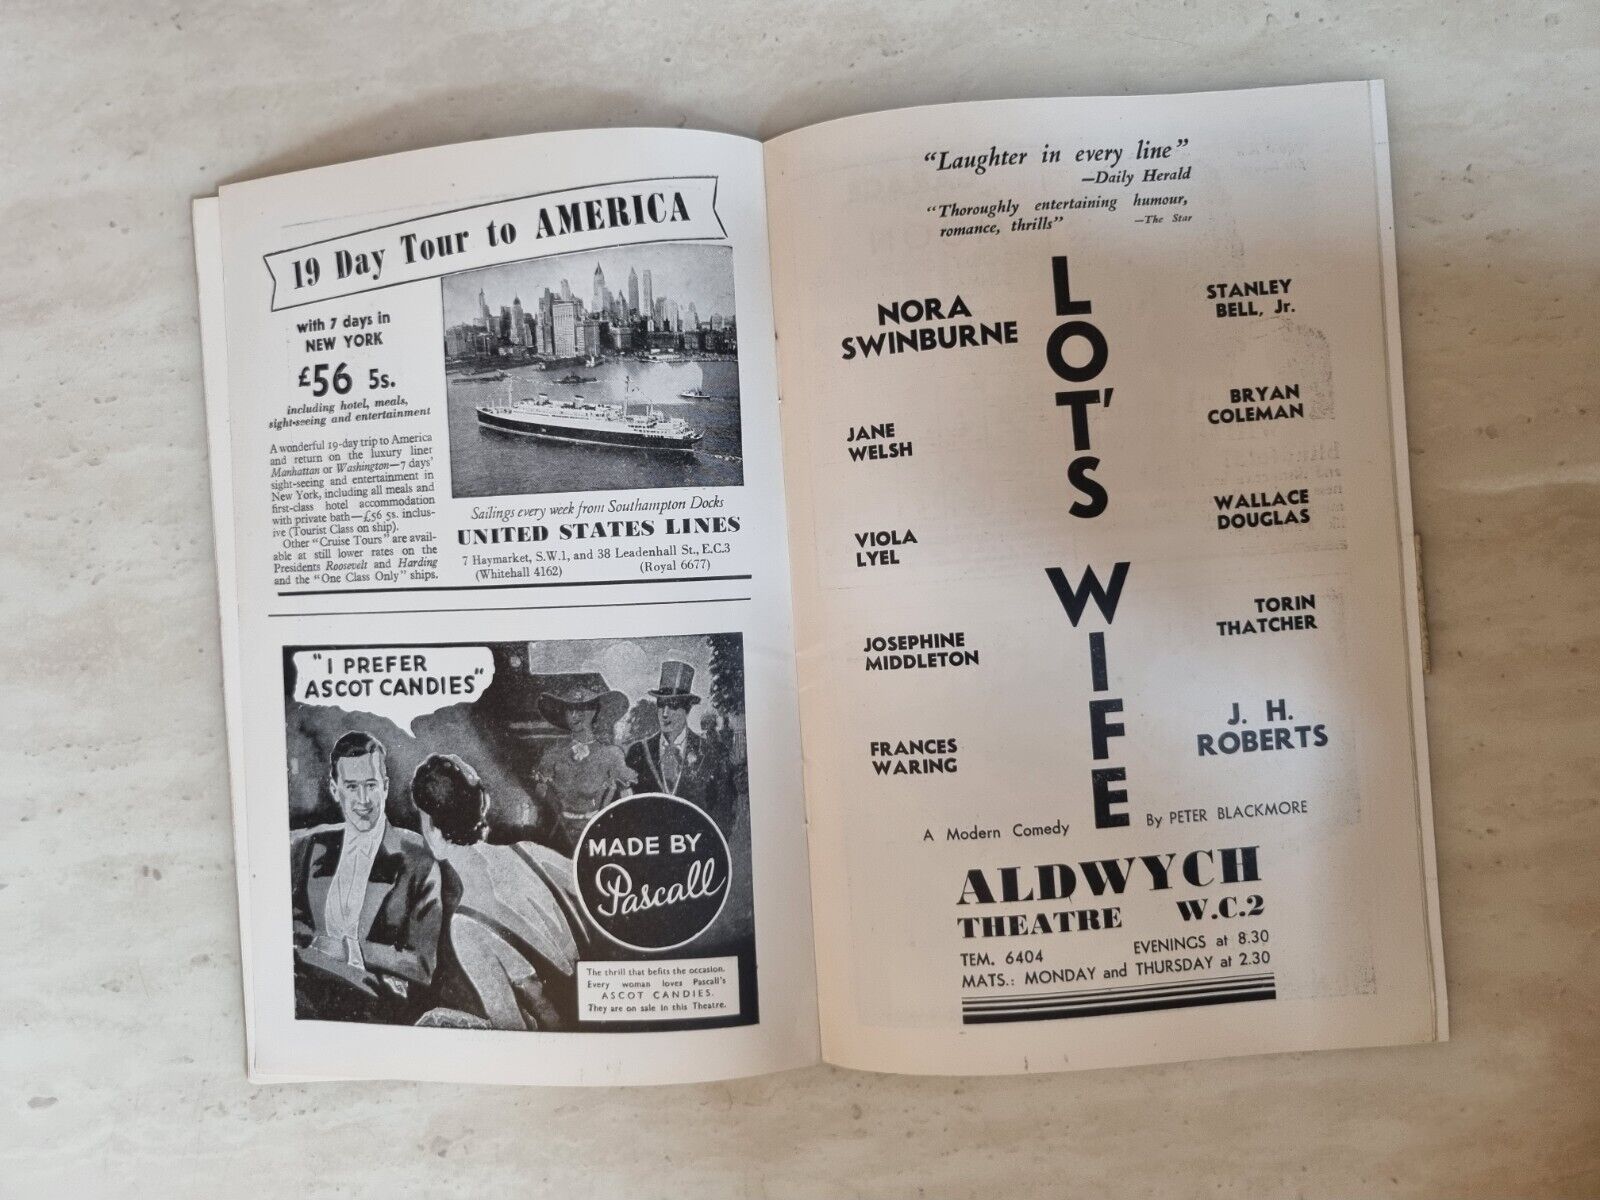 19 Day Tour to AMERICA
with 7 days in
NEW YORK
£56 5s.
including hotel, meals,
sight-seeing and entertainment
A wonderful 19-day trip to America
and return on the luxury liner
Manhattan or Washington—7 days'
sight-seeing and entertainment in
New York, including all meals and
first-class hotel accommodation
with private bath—£56 5s. inclus-
ive (Tourist Class on ship).
Other "Cruise Tours" are avail-
able at still lower rates on the
Presidents Roosevelt and Harding
and the "One Class Only" ships.
Sailings every week from Southampton Docks
UNITED STATES LINES
7 Haymarket, S.W.1, and 38 Leadenhall St., E.C.3
(Whitehall 4162) (Royal 6677)
"I PREFER
ASCOT CANDIES"
MADE BY
Pascall
The thrill that befits the occasion.
Every woman loves Pascall's
ASCOT CANDIES.
They are on sale in this Theatre.
"Laughter in every line"
—Daily Herald
"Thoroughly entertaining humour,
romance, thrills" —The Star
LOT'S WIFE
NORA
SWINBURNE
JANE
WELSH
VIOLA
LYEL
JOSEPHINE
MIDDLETON
FRANCES
WARING
STANLEY
BELL, Jr.
BRYAN
COLEMAN
WALLACE
DOUGLAS
TORIN
THATCHER
J. H.
ROBERTS
A Modern Comedy By PETER BLACKMORE
ALDWYCH
THEATRE W.C.2
TEM. 6404 EVENINGS at 8.30
MATS.: MONDAY and THURSDAY at 2.30